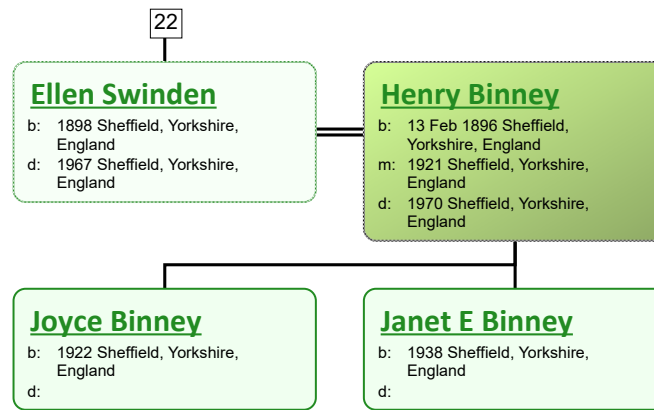 22
Ellen Swinden
b: 1898 Sheffield, Yorkshire,
England
d: 1967 Sheffield, Yorkshire,
England
Henry Binney
b: 13 Feb 1896 Sheffield,
Yorkshire, England
m: 1921 Sheffield, Yorkshire,
England
d: 1970 Sheffield, Yorkshire,
England
Joyce Binney
b: 1922 Sheffield, Yorkshire,
England
d:
Janet E Binney
b: 1938 Sheffield, Yorkshire,
England
d: